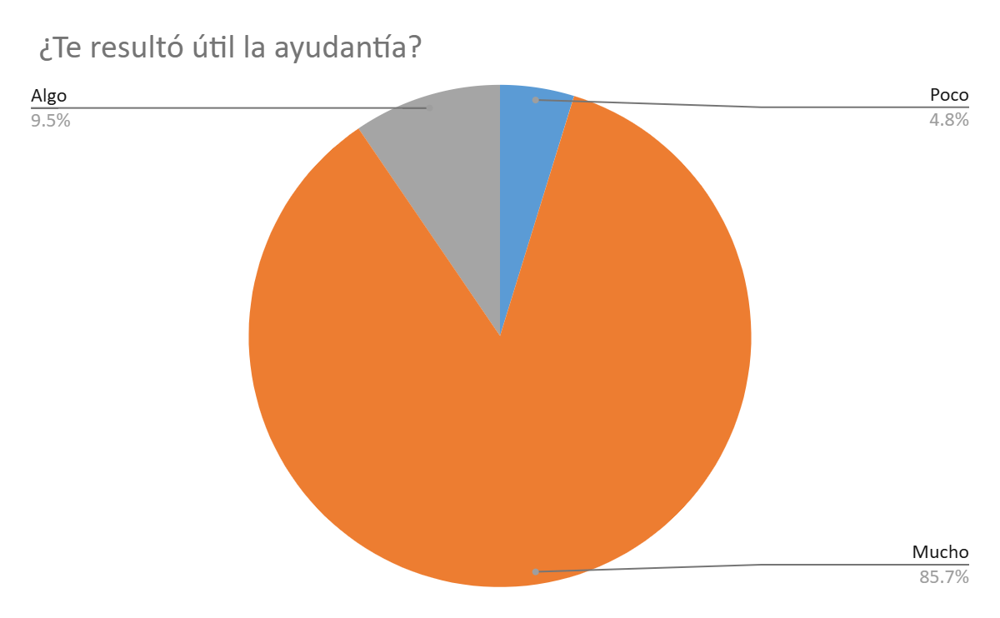 ¿Te resultó útil la ayudantía?
Algo
9.5%
Poco
4.8%
Mucho
85.7%